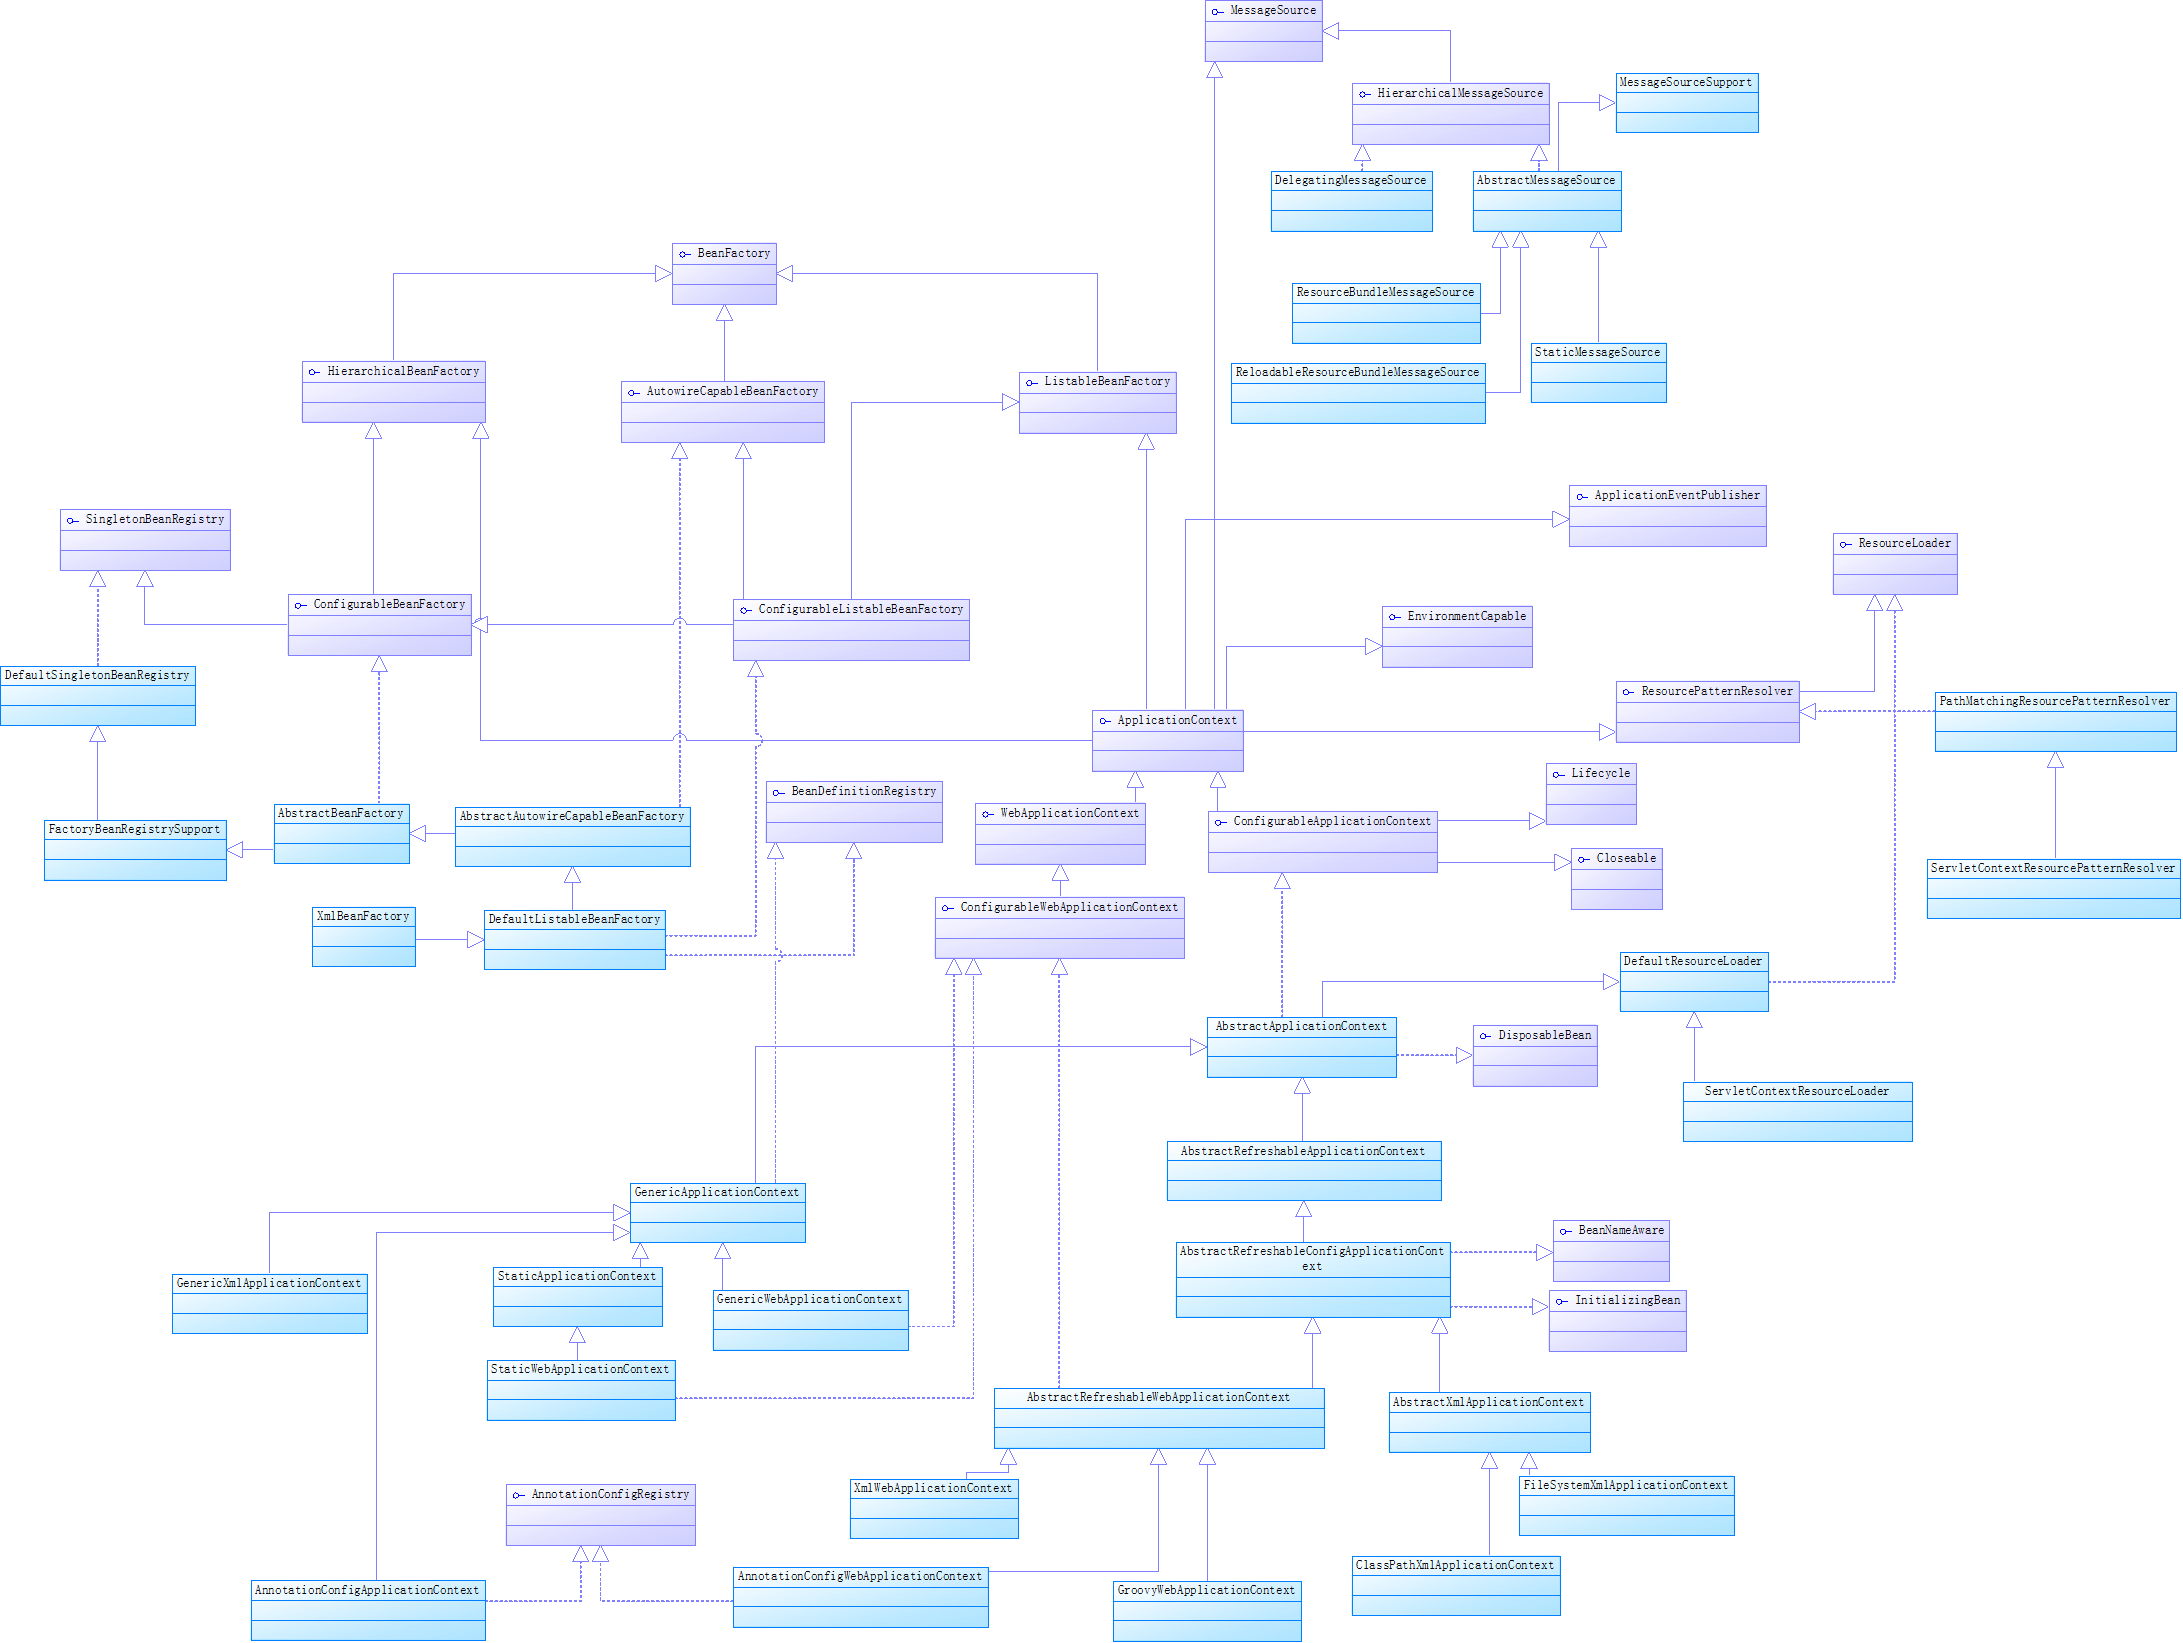 MessageSource
MessageSourceSupport
HierarchicalMessageSource
DelegatingMessageSource
AbstractMessageSource
BeanFactory
ResourceBundleMessageSource
StaticMessageSource
HierarchicalBeanFactory
ReloadableResourceBundleMessageSource
ListableBeanFactory
AutowireCapableBeanFactory
ApplicationEventPublisher
SingletonBeanRegistry
ResourceLoader
ConfigurableBeanFactory
ConfigurableListableBeanFactory
EnvironmentCapable
DefaultSingletonBeanRegistry
ResourcePatternResolver
PathMatchingResourcePatternResolver
ApplicationContext
Lifecycle
BeanDefinitionRegistry
AbstractBeanFactory
WebApplicationContext
AbstractAutowireCapableBeanFactory
ConfigurableApplicationContext
FactoryBeanRegistrySupport
Closeable
ServletContextResourcePatternResolver
ConfigurableWebApplicationContext
XmlBeanFactory
DefaultListableBeanFactory
DefaultResourceLoader
AbstractApplicationContext
DisposableBean
ServletContextResourceLoader
AbstractRefreshableApplicationContext
GenericApplicationContext
BeanNameAware
AbstractRefreshableConfigApplicationCont
ext
StaticApplicationContext
GenericXmlApplicationContext
GenericWebApplicationContext
InitializingBean
StaticWebApplicationContext
AbstractRefreshableWebApplicationContext
AbstractXmlApplicationContext
FileSystemXmlApplicationContext
XmlWebApplicationContext
AnnotationConfigRegistry
ClassPathXmlApplicationContext
AnnotationConfigWebApplicationContext
AnnotationConfigApplicationContext
GroovyWebApplicationContext